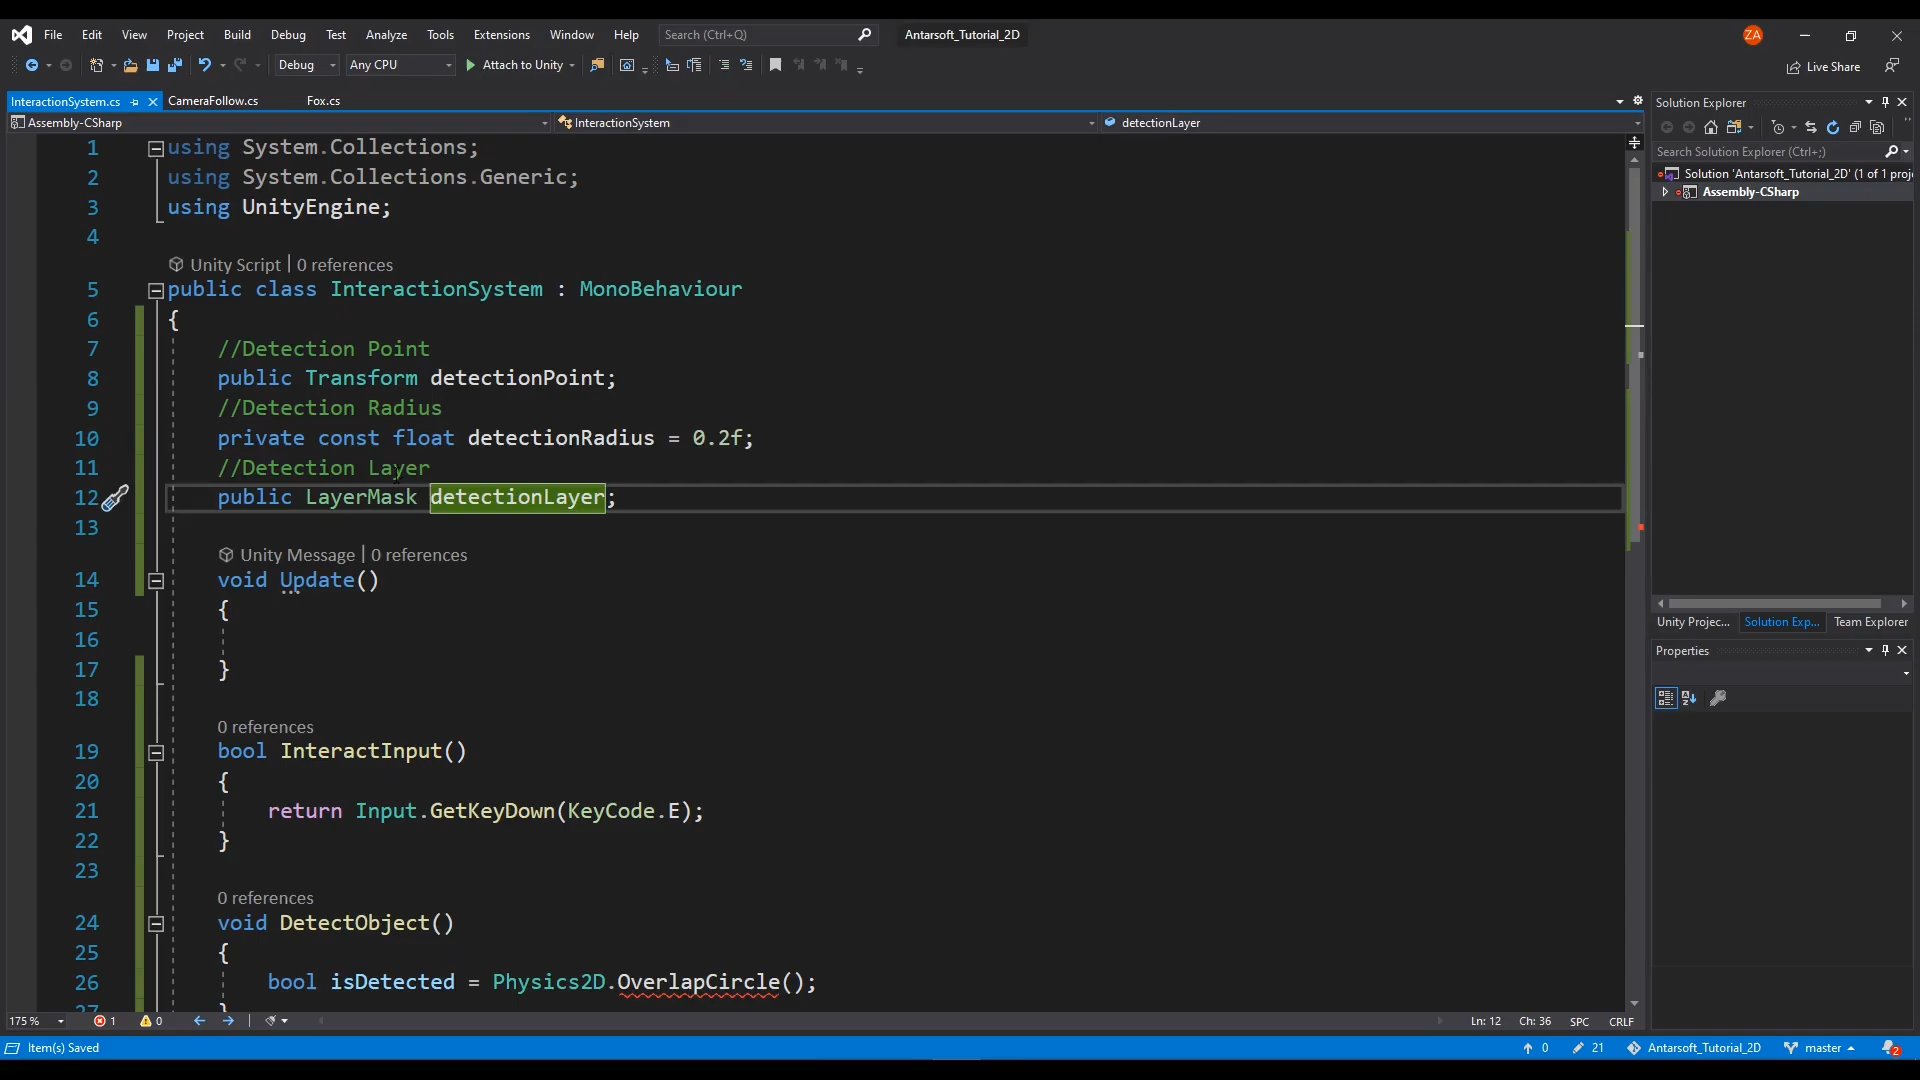 File Edit View Project Build Debug Test Analyze Tools Extensions Window Help Search (Ctrl+Q) Antarsoft_Tutorial_2D ZA
Debug Any CPU Attach to Unity Live Share
InteractionSystem.cs CameraFollow.cs Fox.cs
Assembly-CSharp InteractionSystem detectionLayer
1 using System.Collections;
2 using System.Collections.Generic;
3 using UnityEngine;
4
Unity Script | 0 references
5 public class InteractionSystem : MonoBehaviour
6 {
7 //Detection Point
8 public Transform detectionPoint;
9 //Detection Radius
10 private const float detectionRadius = 0.2f;
11 //Detection Layer
12 public LayerMask detectionLayer;
13
Unity Message | 0 references
14 void Update()
15 {
16
17 }
18
0 references
19 bool InteractInput()
20 {
21 return Input.GetKeyDown(KeyCode.E);
22 }
23
0 references
24 void DetectObject()
25 {
26 bool isDetected = Physics2D.OverlapCircle();
27 }
175 % 1 0 Ln: 12 Ch: 36 SPC CRLF
Solution Explorer
Search Solution Explorer (Ctrl+;)
Solution 'Antarsoft_Tutorial_2D' (1 of 1 proj
Assembly-CSharp
Unity Projec... Solution Exp... Team Explorer
Properties
Item(s) Saved 0 21 Antarsoft_Tutorial_2D master 2